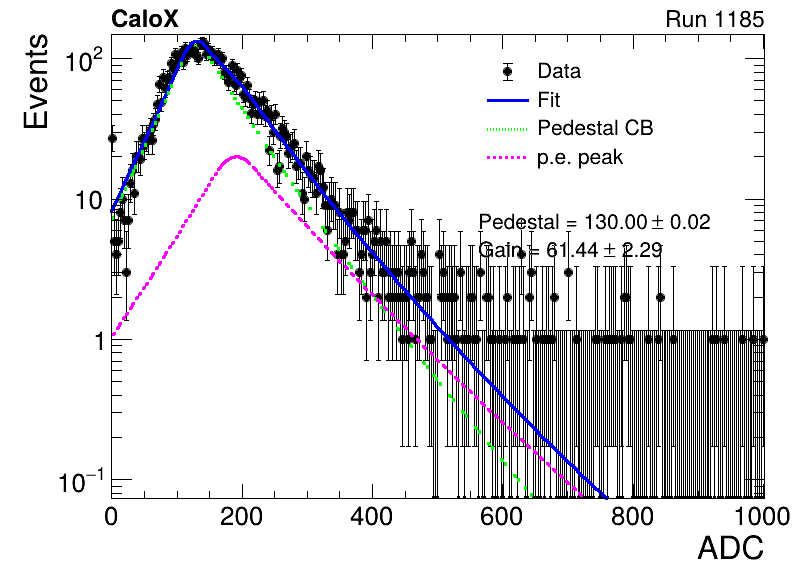 CaloX Run 1185
Events
10²
10
1
10⁻¹
Data
Fit
Pedestal CB
p.e. peak
Pedestal = 130.00 ± 0.02
Gain = 61.44 ± 2.29
0 200 400 600 800 1000
ADC